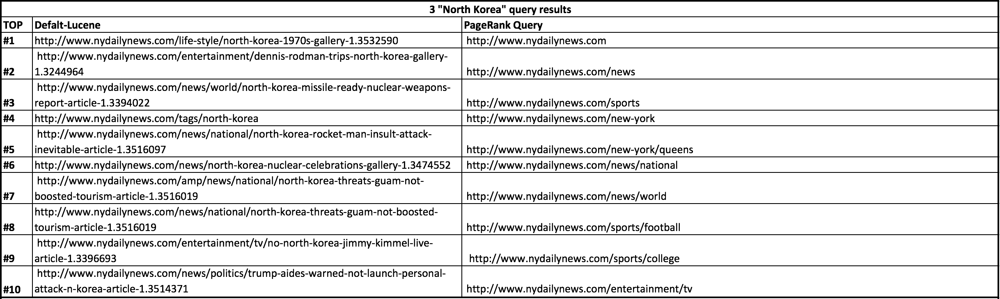 3 "North Korea" query results
TOP Defalt-Lucene PageRank Query
#1 http://www.nydailynews.com/life-style/north-korea-1970s-gallery-1.3532590 http://www.nydailynews.com
http://www.nydailynews.com/entertainment/dennis-rodman-trips-north-korea-gallery-
#2 1.3244964 http://www.nydailynews.com/news
http://www.nydailynews.com/news/world/north-korea-missile-ready-nuclear-weapons-
#3 report-article-1.3394022 http://www.nydailynews.com/sports
#4 http://www.nydailynews.com/tags/north-korea http://www.nydailynews.com/new-york
http://www.nydailynews.com/news/national/north-korea-rocket-man-insult-attack-
#5 inevitable-article-1.3516097 http://www.nydailynews.com/new-york/queens
#6 http://www.nydailynews.com/news/north-korea-nuclear-celebrations-gallery-1.3474552 http://www.nydailynews.com/news/national
http://www.nydailynews.com/amp/news/national/north-korea-threats-guam-not-
#7 boosted-tourism-article-1.3516019 http://www.nydailynews.com/news/world
http://www.nydailynews.com/news/national/north-korea-threats-guam-not-boosted-
#8 tourism-article-1.3516019 http://www.nydailynews.com/sports/football
http://www.nydailynews.com/entertainment/tv/no-north-korea-jimmy-kimmel-live-
#9 article-1.3396693 http://www.nydailynews.com/sports/college
http://www.nydailynews.com/news/politics/trump-aides-warned-not-launch-personal-
#10 attack-n-korea-article-1.3514371 http://www.nydailynews.com/entertainment/tv